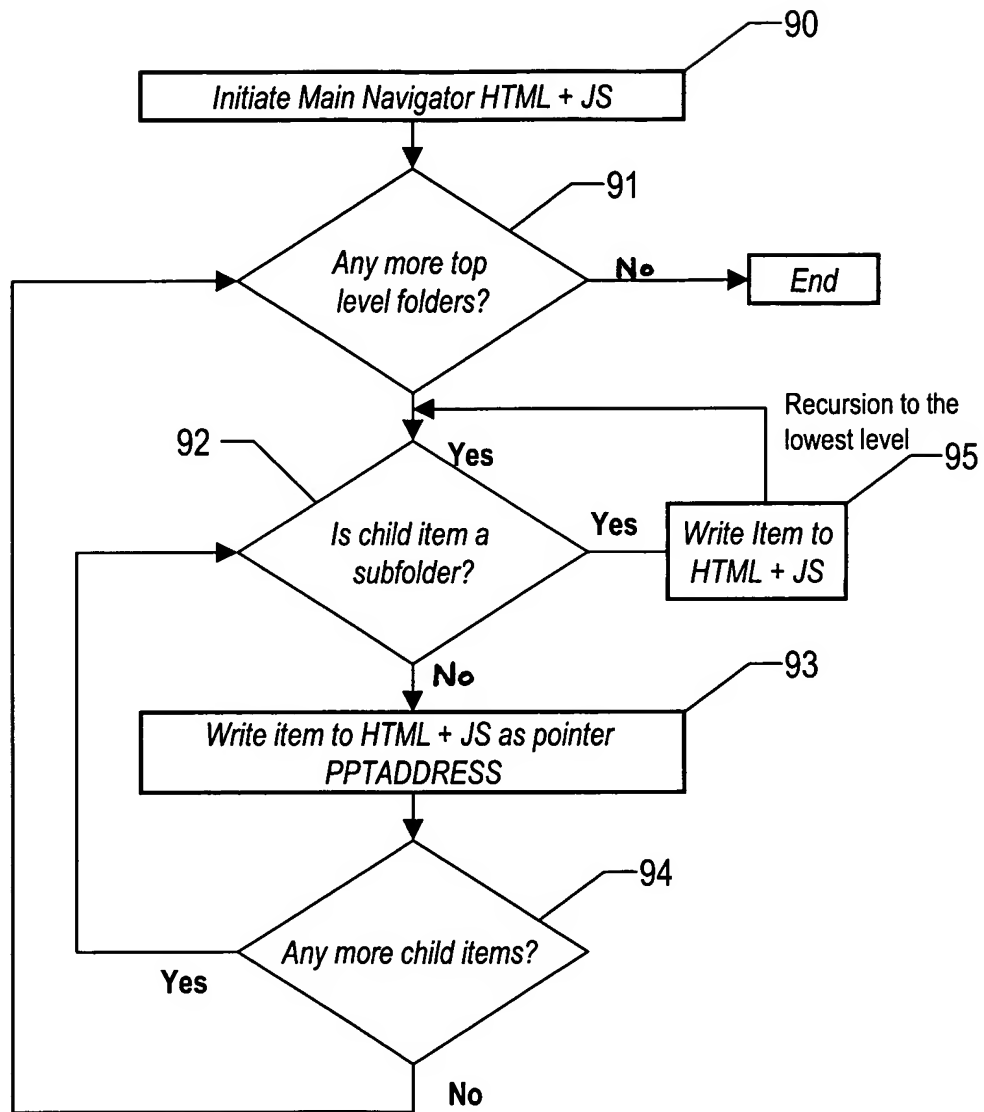 90
Initiate Main Navigator HTML + JS
91
Any more top
level folders?
No
End
Recursion to the
lowest level
92
Yes
95
Is child item a
subfolder?
Yes
Write Item to
HTML + JS
No
93
Write item to HTML + JS as pointer
PPTADDRESS
94
Any more child items?
Yes
No